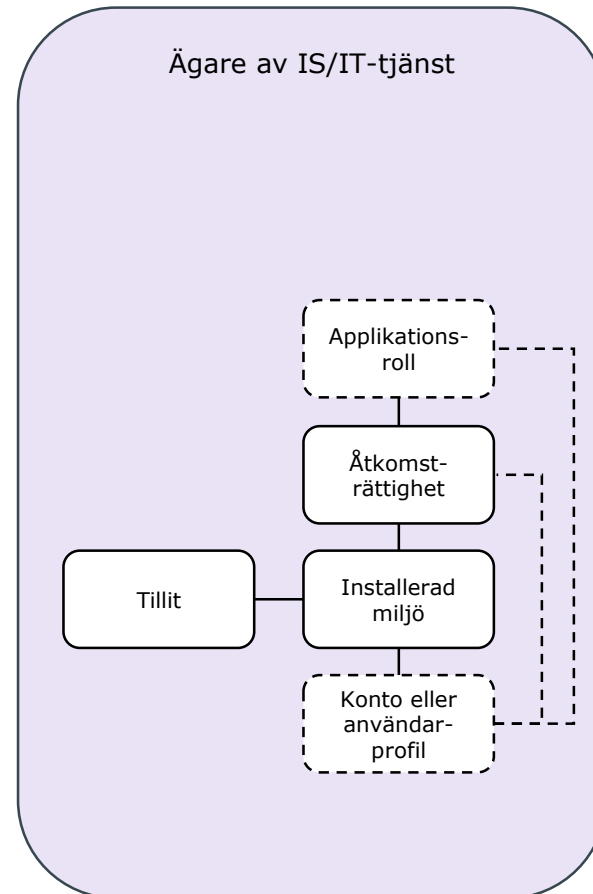 Ägare av IS/IT-tjänst
Applikations-
roll
Åtkomst-
rättighet
Tillit
Installerad
miljö
Konto eller
användar-
profil